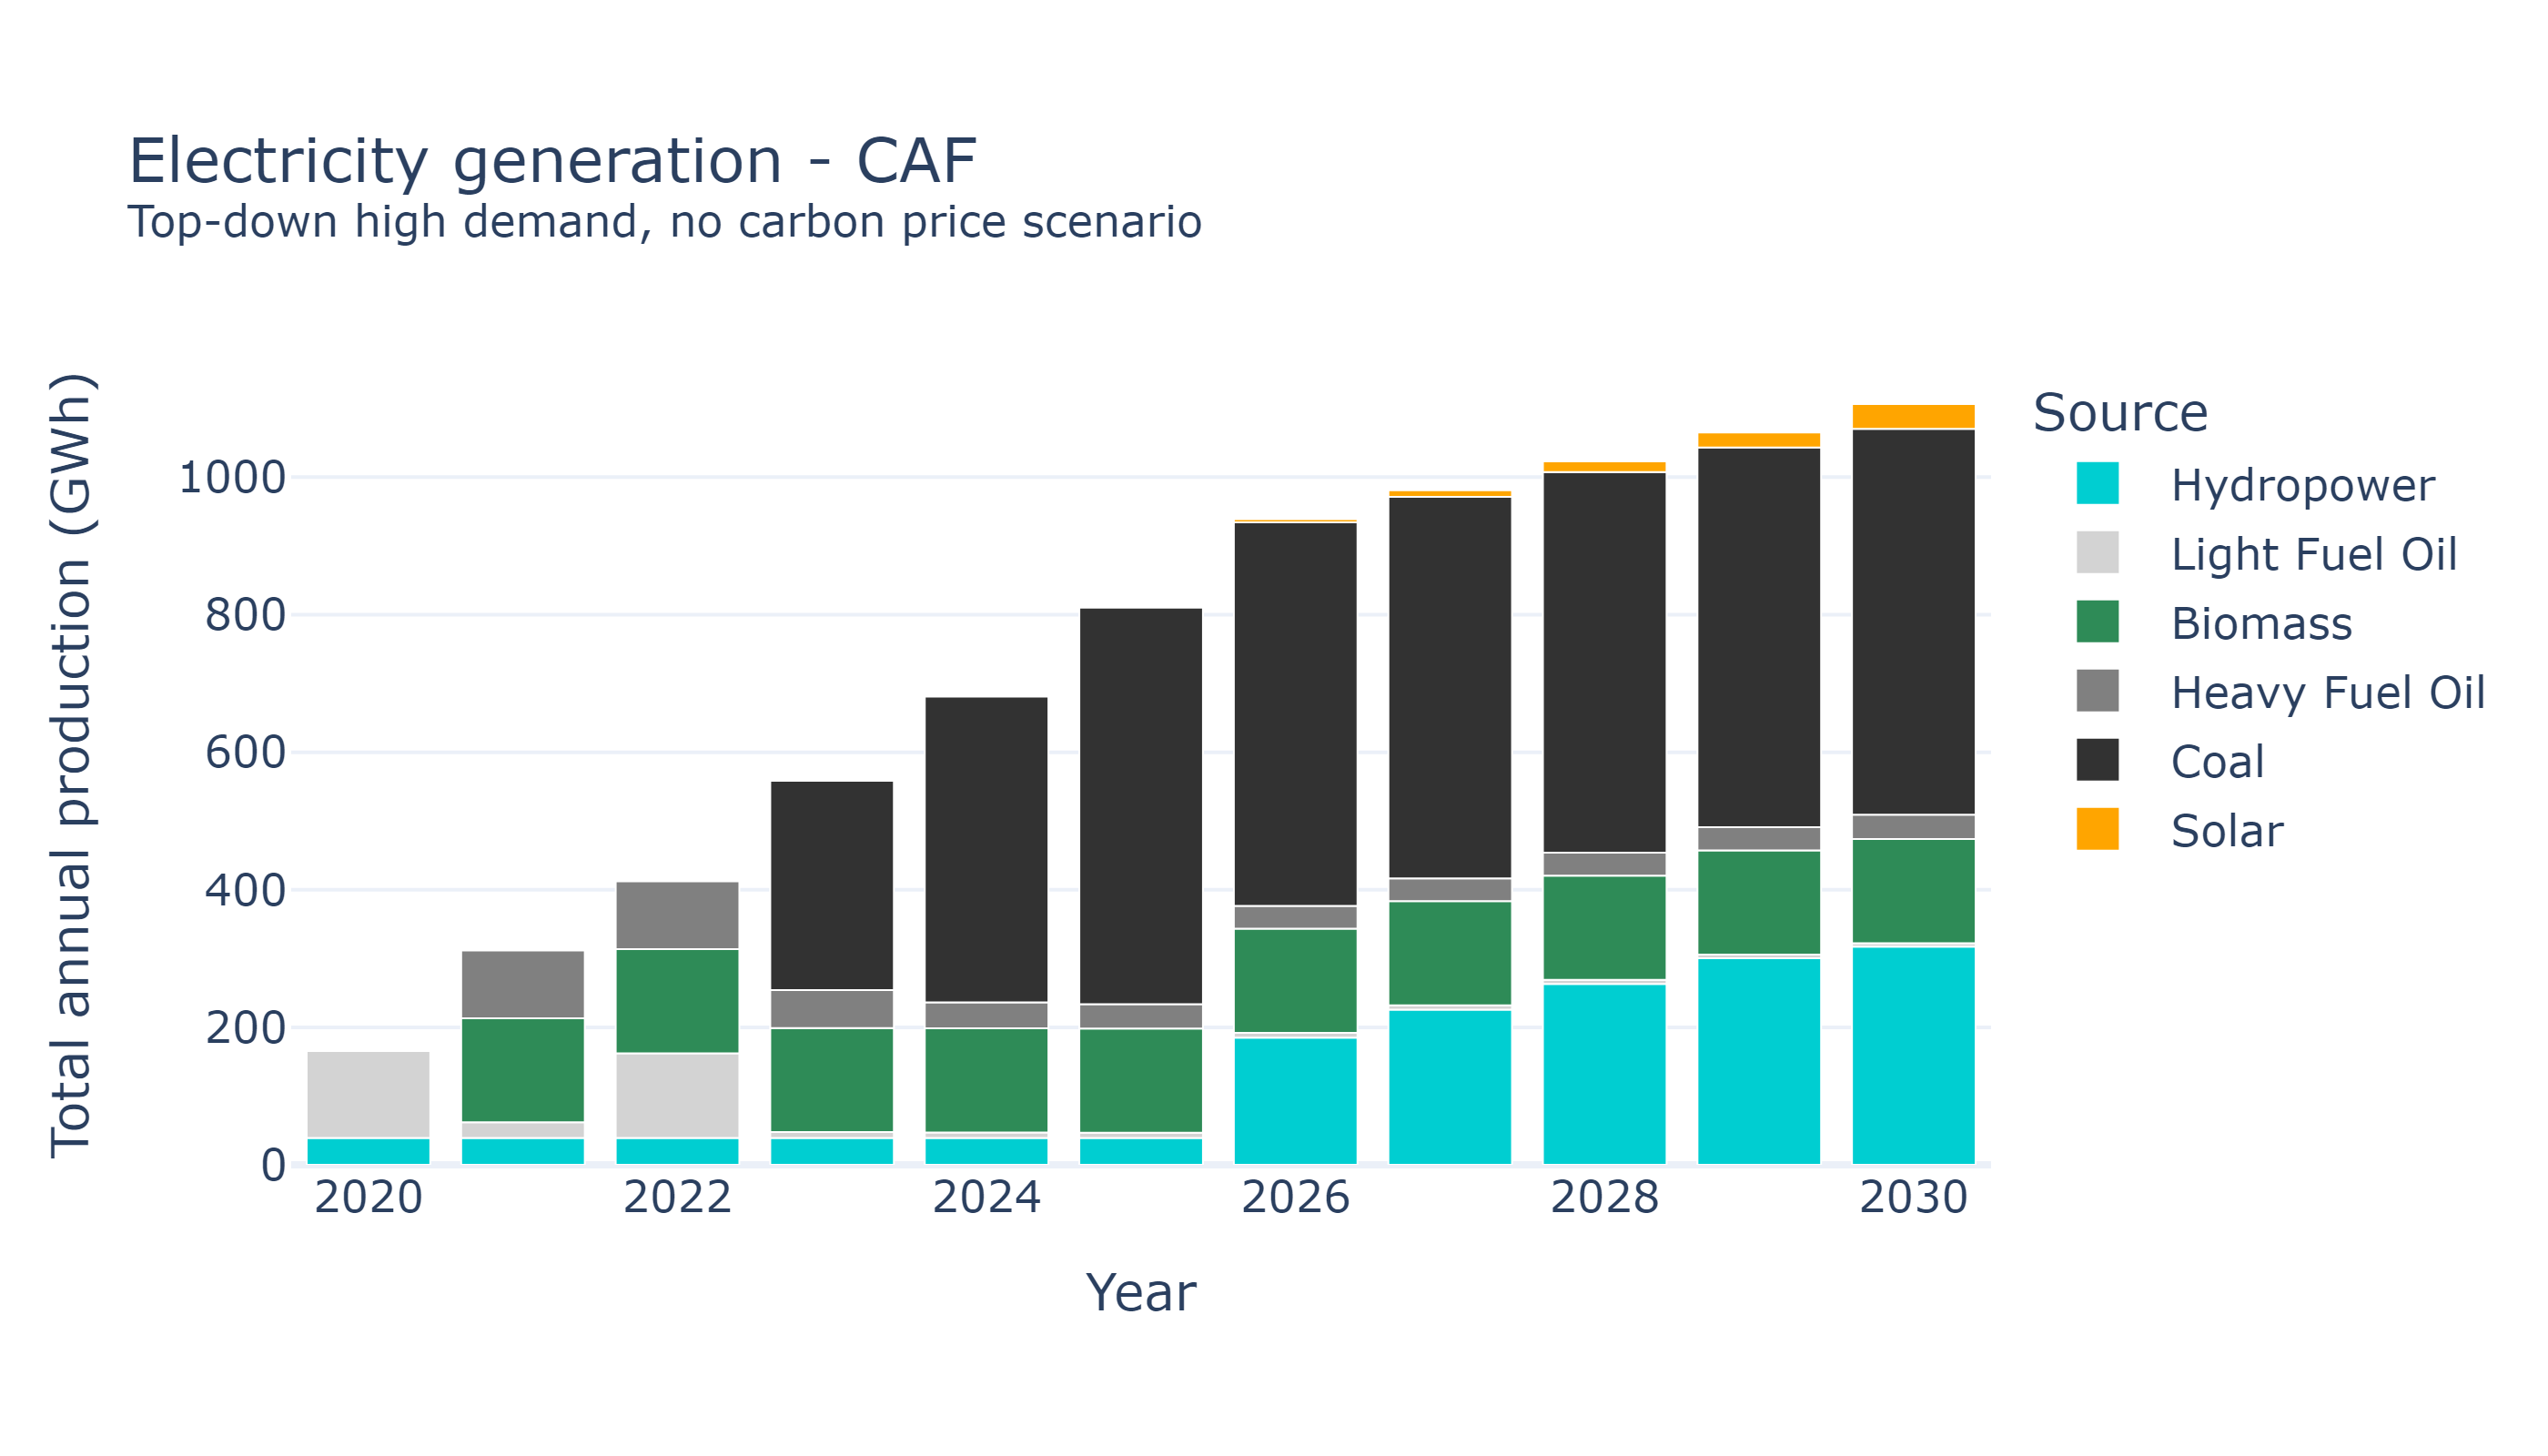 Electricity generation - CAF
Top-down high demand, no carbon price scenario
Total annual production (GWh)
1000
800
600
400
200
0
2020
2022
2024
2026
2028
2030
Year
Source
Hydropower
Light Fuel Oil
Biomass
Heavy Fuel Oil
Coal
Solar